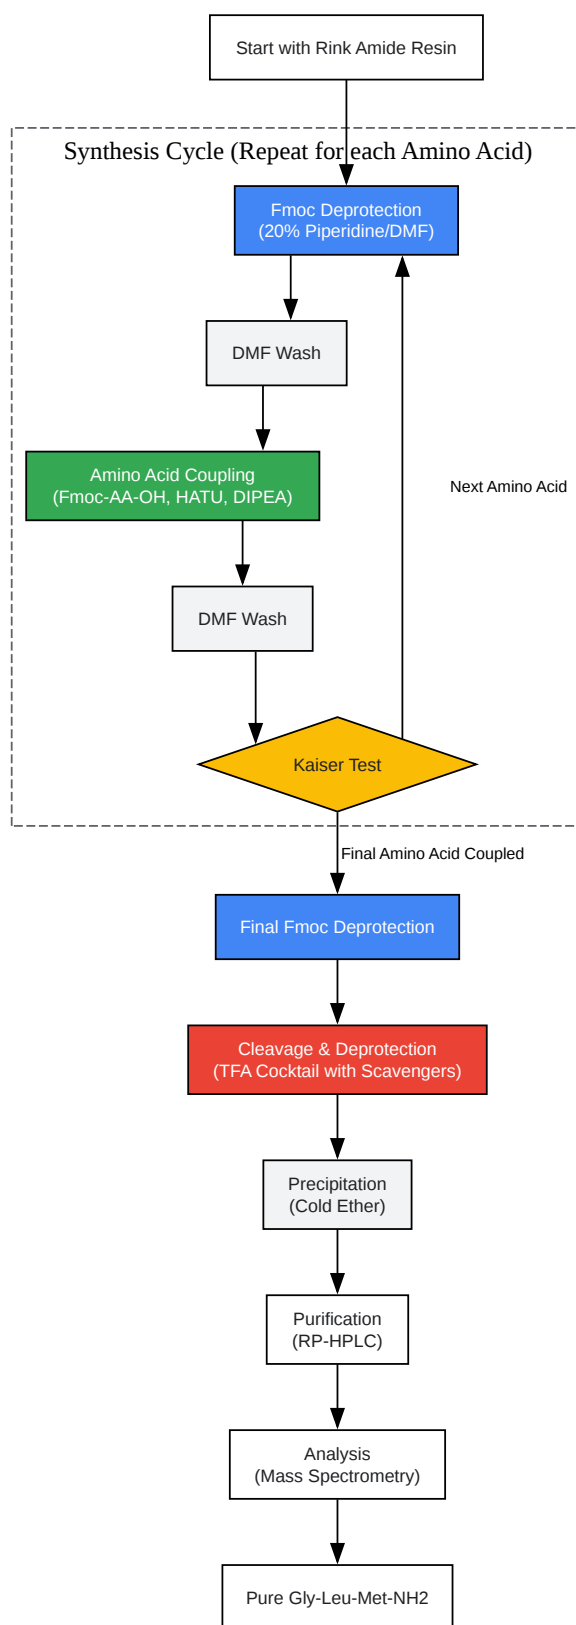 Start with Rink Amide Resin
Synthesis Cycle (Repeat for each Amino Acid)
Fmoc Deprotection
(20% Piperidine/DMF)
DMF Wash
Amino Acid Coupling
(Fmoc-AA-OH, HATU, DIPEA)
Next Amino Acid
DMF Wash
Kaiser Test
Final Amino Acid Coupled
Final Fmoc Deprotection
Cleavage & Deprotection
(TFA Cocktail with Scavengers)
Precipitation
(Cold Ether)
Purification
(RP-HPLC)
Analysis
(Mass Spectrometry)
Pure Gly-Leu-Met-NH2